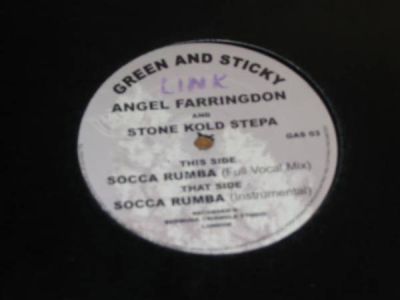 GREEN AND STICKY
LINK
ANGEL FARRINGDON
AND
STONE KOLD STEPA
GAS 03
THIS SIDE
SOCCA RUMBA (Full Vocal Mix)
THAT SIDE
SOCCA RUMBA (Instrumental)
LONDON